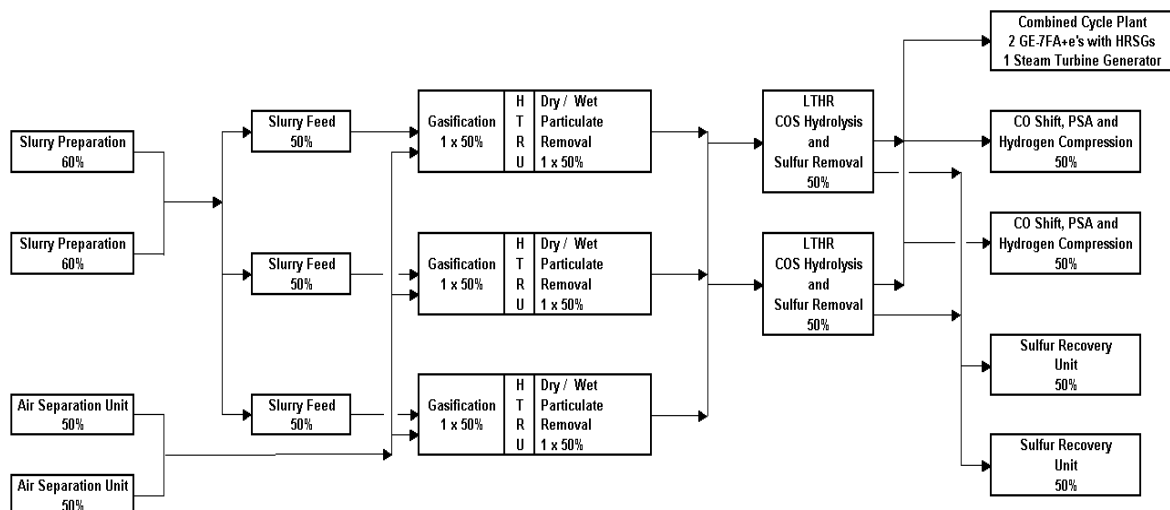 Combined Cycle Plant
2 GE-7FA+e's with HRSGs
1 Steam Turbine Generator
Slurry Preparation
60%
Slurry Preparation
60%
Air Separation Unit
50%
Air Separation Unit
50%
Slurry Feed
50%
Slurry Feed
50%
Slurry Feed
50%
Gasification
1 x 50%
H
T
R
U
Dry / Wet
Particulate
Removal
1 x 50%
Gasification
1 x 50%
H
T
R
U
Dry / Wet
Particulate
Removal
1 x 50%
Gasification
1 x 50%
H
T
R
U
Dry / Wet
Particulate
Removal
1 x 50%
LTHR
COS Hydrolysis
and
Sulfur Removal
50%
LTHR
COS Hydrolysis
and
Sulfur Removal
50%
CO Shift, PSA and
Hydrogen Compression
50%
CO Shift, PSA and
Hydrogen Compression
50%
Sulfur Recovery
Unit
50%
Sulfur Recovery
Unit
50%